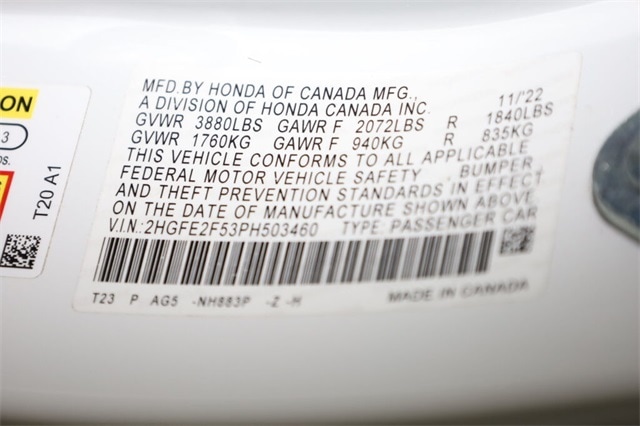 MFD.BY HONDA OF CANADA MFG.,
A DIVISION OF HONDA CANADA INC. 11/'22
GVWR 3880LBS GAWR F 2072LBS R 1840LBS
GVWR 1760KG GAWR F 940KG R 835KG
THIS VEHICLE CONFORMS TO ALL APPLICABLE
FEDERAL MOTOR VEHICLE SAFETY , BUMPER ,
AND THEFT PREVENTION STANDARDS IN EFFECT
ON THE DATE OF MANUFACTURE SHOWN ABOVE.
V.I.N.:2HGFE2F53PH503460 TYPE: PASSENGER CAR
T23 P AG5 -NH883P -Z -H MADE IN CANADA
ON
3
os.
T20 A1